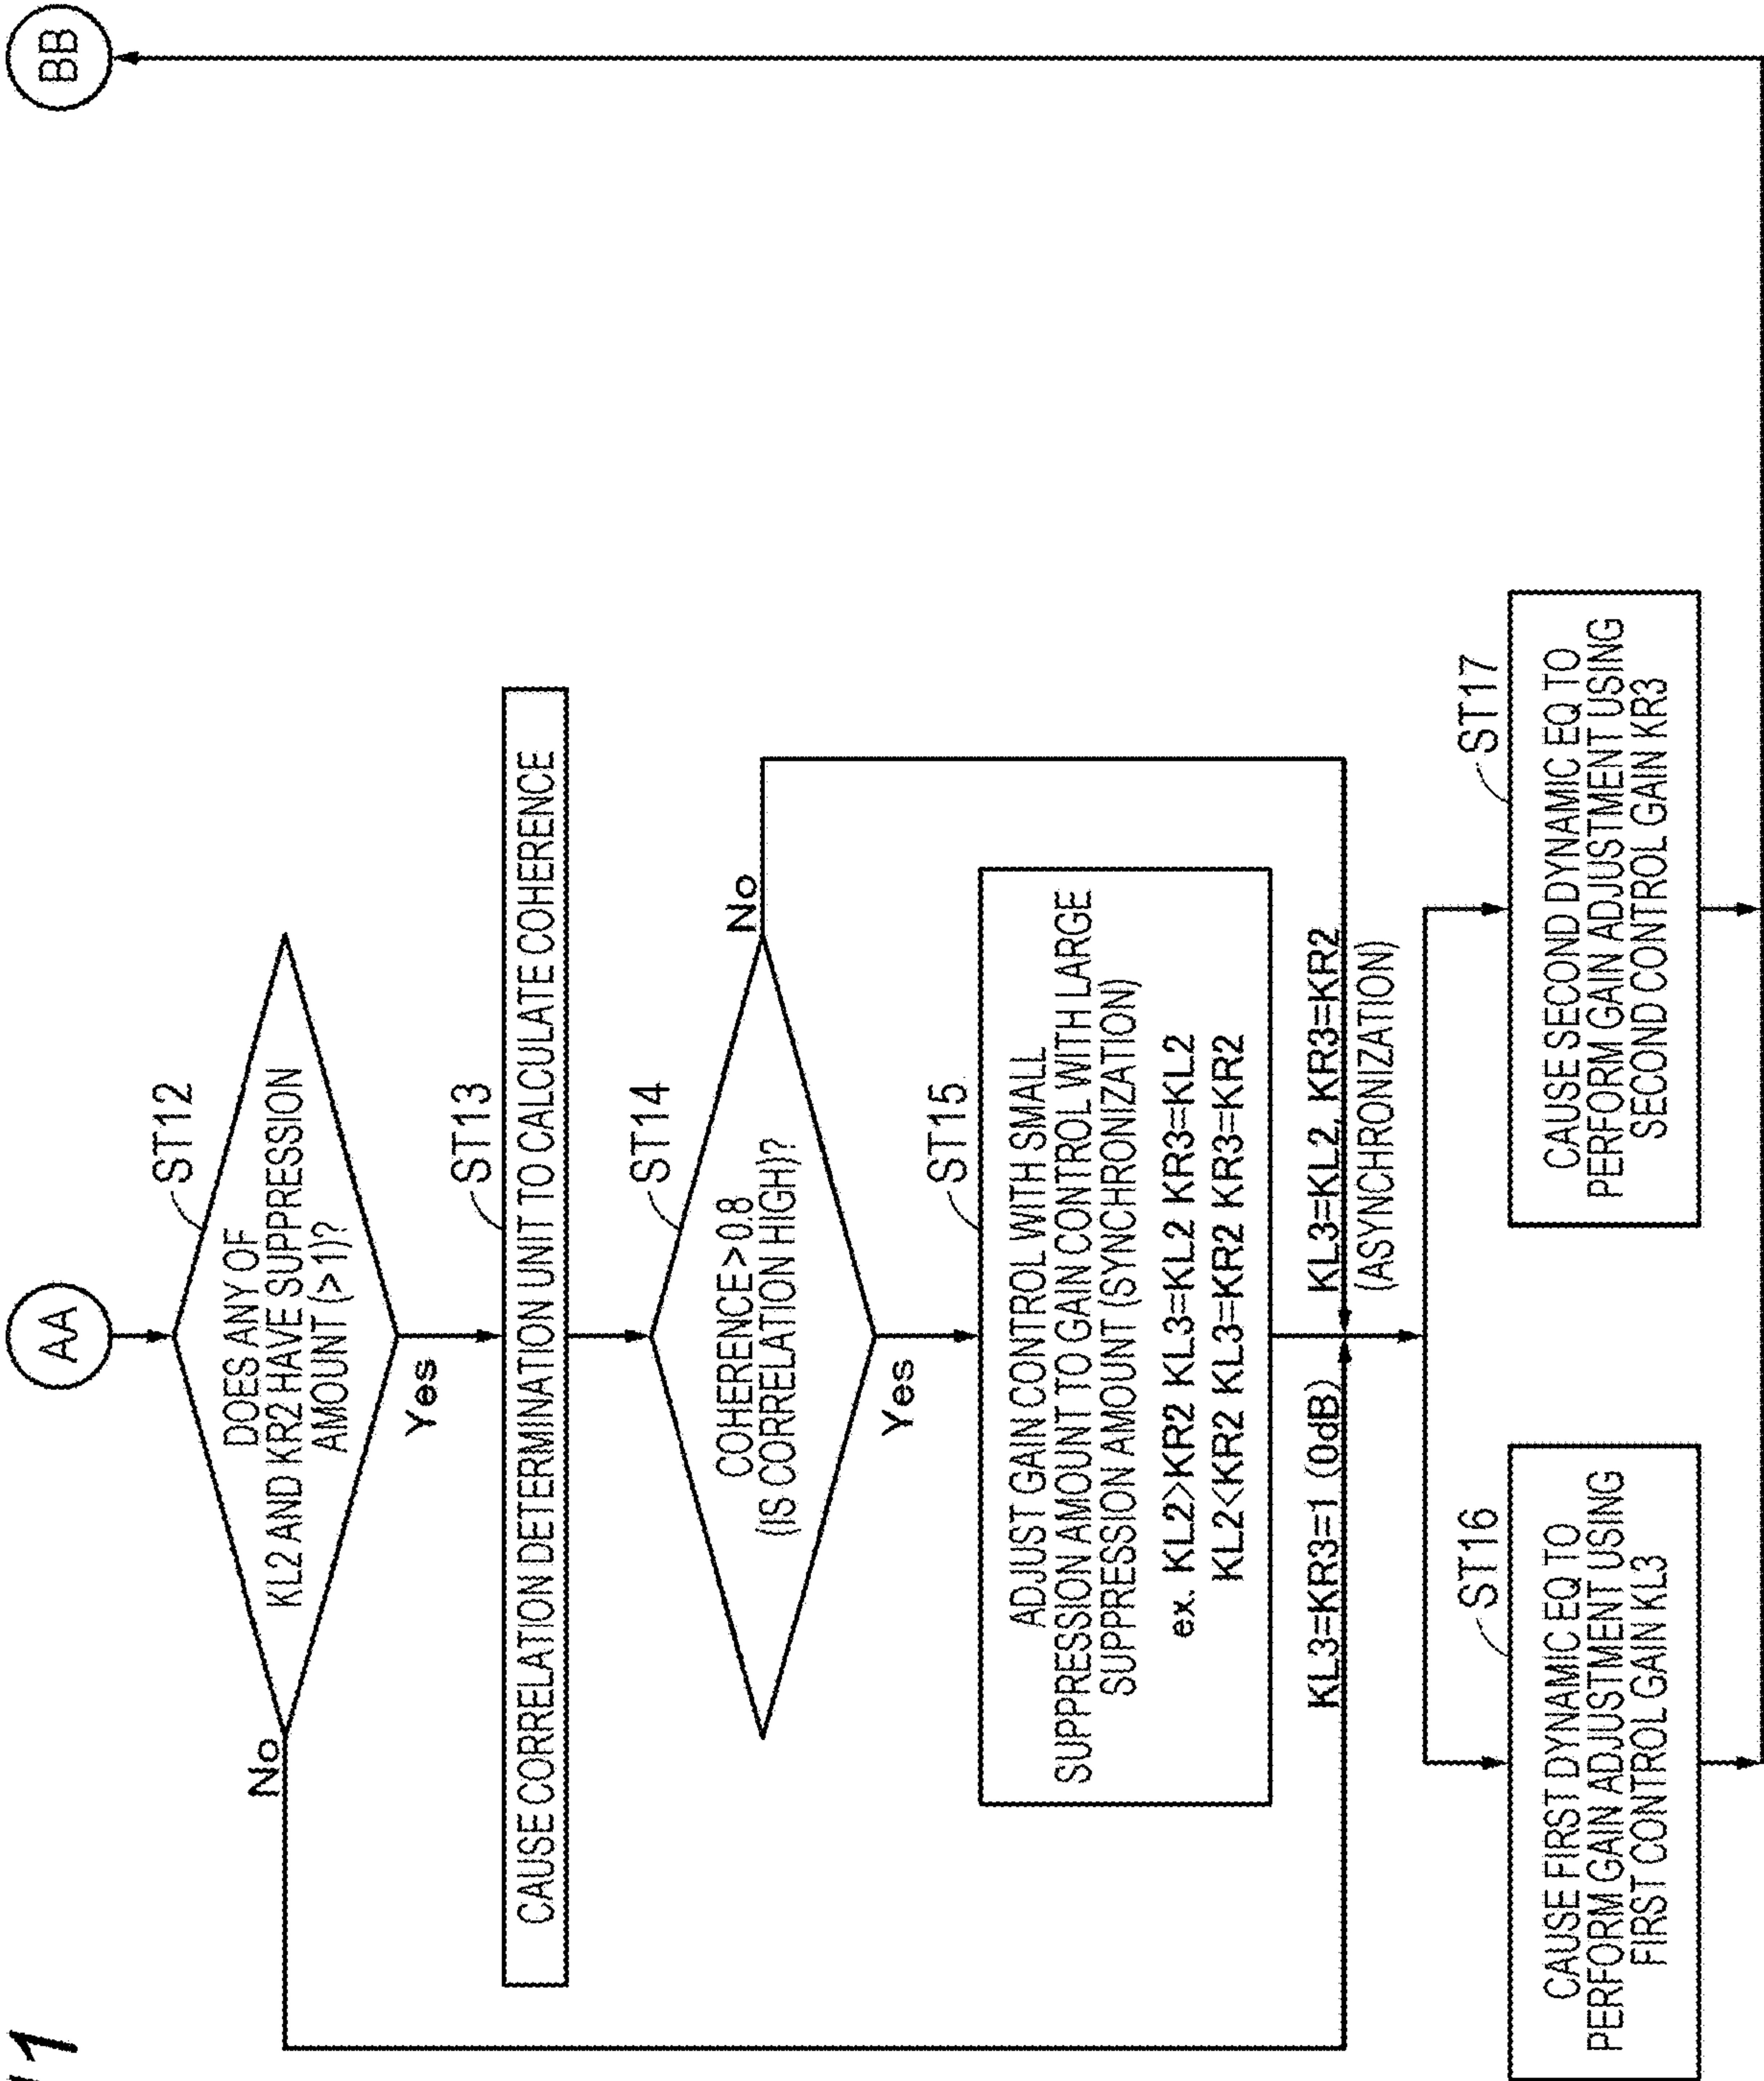 AA
BB
ST12
DOES ANY OF
KL2 AND KR2 HAVE SUPPRESSION
AMOUNT (>1)?
No
Yes
ST13
CAUSE CORRELATION DETERMINATION UNIT TO CALCULATE COHERENCE
ST14
COHERENCE>0.8
(IS CORRELATION HIGH)?
No
Yes
ST15
ADJUST GAIN CONTROL WITH SMALL
SUPPRESSION AMOUNT TO GAIN CONTROL WITH LARGE
SUPPRESSION AMOUNT (SYNCHRONIZATION)
ex. KL2>KR2 KL3=KL2 KR3=KL2
KL2<KR2 KL3=KR2 KR3=KR2
KL3=KR3=1 (0dB)
KL3=KL2, KR3=KR2
(ASYNCHRONIZATION)
ST16
CAUSE FIRST DYNAMIC EQ TO
PERFORM GAIN ADJUSTMENT USING
FIRST CONTROL GAIN KL3
ST17
CAUSE SECOND DYNAMIC EQ TO
PERFORM GAIN ADJUSTMENT USING
SECOND CONTROL GAIN KR3